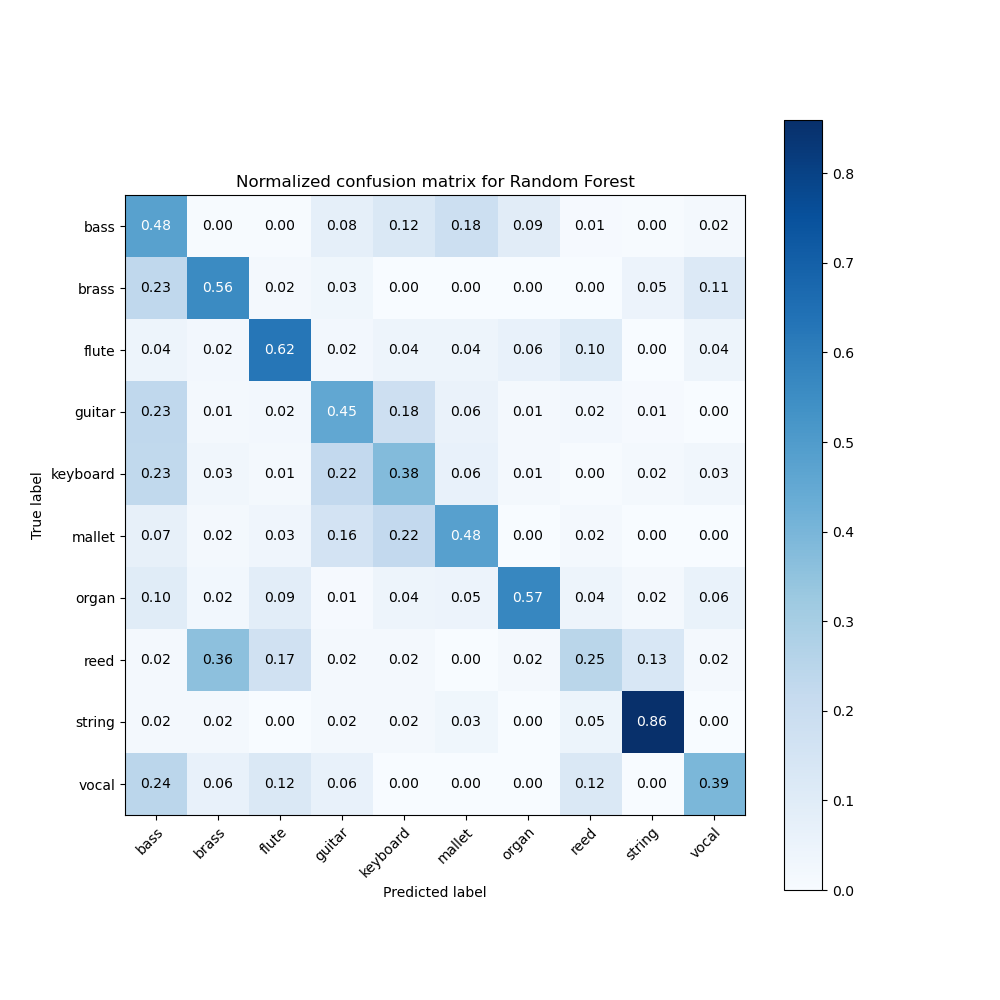 Normalized confusion matrix for Random Forest
bass 0.48 0.00 0.00 0.08 0.12 0.18 0.09 0.01 0.00 0.02
brass 0.23 0.56 0.02 0.03 0.00 0.00 0.00 0.00 0.05 0.11
flute 0.04 0.02 0.62 0.02 0.04 0.04 0.06 0.10 0.00 0.04
guitar 0.23 0.01 0.02 0.45 0.18 0.06 0.01 0.02 0.01 0.00
keyboard 0.23 0.03 0.01 0.22 0.38 0.06 0.01 0.00 0.02 0.03
mallet 0.07 0.02 0.03 0.16 0.22 0.48 0.00 0.02 0.00 0.00
organ 0.10 0.02 0.09 0.01 0.04 0.05 0.57 0.04 0.02 0.06
reed 0.02 0.36 0.17 0.02 0.02 0.00 0.02 0.25 0.13 0.02
string 0.02 0.02 0.00 0.02 0.02 0.03 0.00 0.05 0.86 0.00
vocal 0.24 0.06 0.12 0.06 0.00 0.00 0.00 0.12 0.00 0.39
bass brass flute guitar keyboard mallet organ reed string vocal
Predicted label
True label
0.8
0.7
0.6
0.5
0.4
0.3
0.2
0.1
0.0